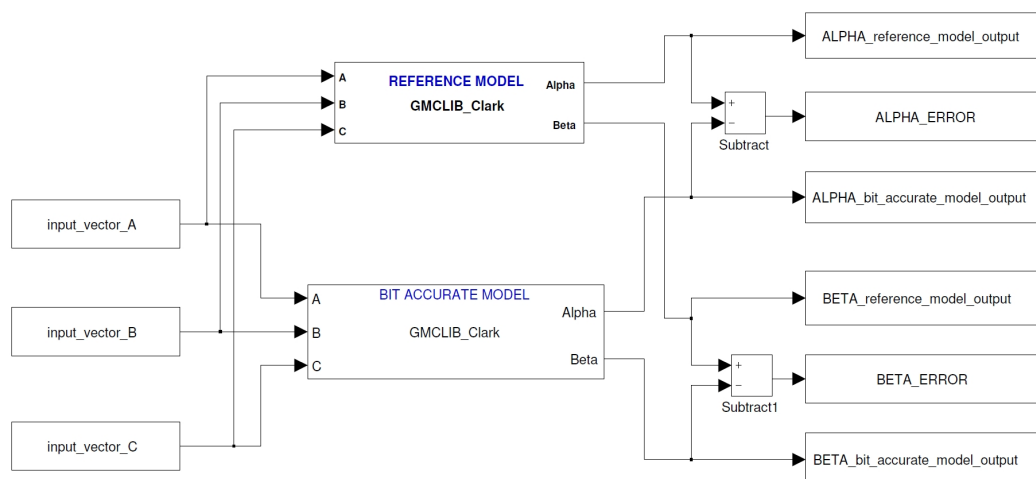 ALPHA_reference_model_output
REFERENCE MODEL
GMCLIB_Clark
A
B
C
Alpha
Beta
+
−
Subtract
ALPHA_ERROR
ALPHA_bit_accurate_model_output
input_vector_A
input_vector_B
input_vector_C
BIT ACCURATE MODEL
GMCLIB_Clark
A
B
C
Alpha
Beta
BETA_reference_model_output
+
−
Subtract1
BETA_ERROR
BETA_bit_accurate_model_output